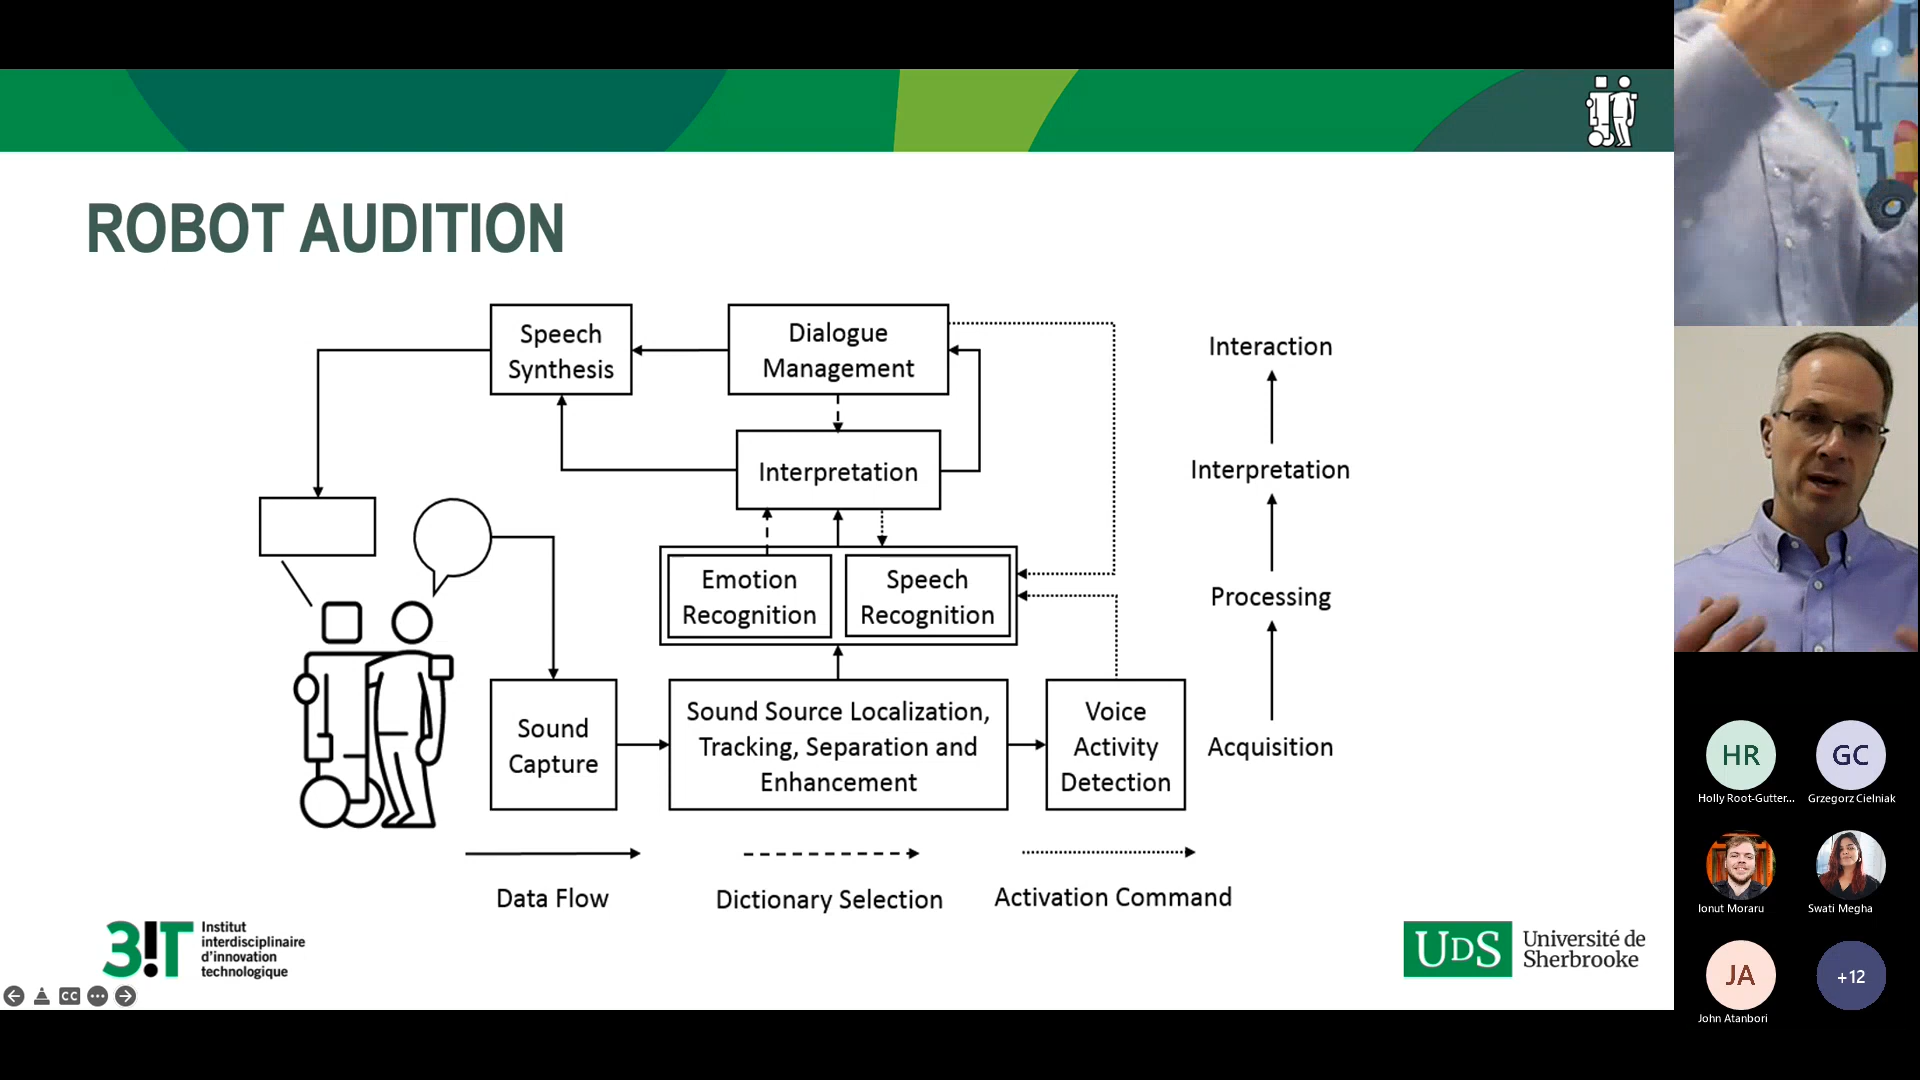 ROBOT AUDITION
Speech
Synthesis
Dialogue
Management
Interaction
Interpretation
Interpretation
Emotion
Recognition
Speech
Recognition
Processing
Sound
Capture
Sound Source Localization,
Tracking, Separation and
Enhancement
Voice
Activity
Detection
Acquisition
Data Flow
Dictionary Selection
Activation Command
3!T
Institut
interdisciplinaire
d'innovation
technologique
UDS
Université de
Sherbrooke
CC
HR
Holly Root-Gutter...
GC
Grzegorz Cielniak
Ionut Moraru
Swati Megha
JA
John Atanbori
+12